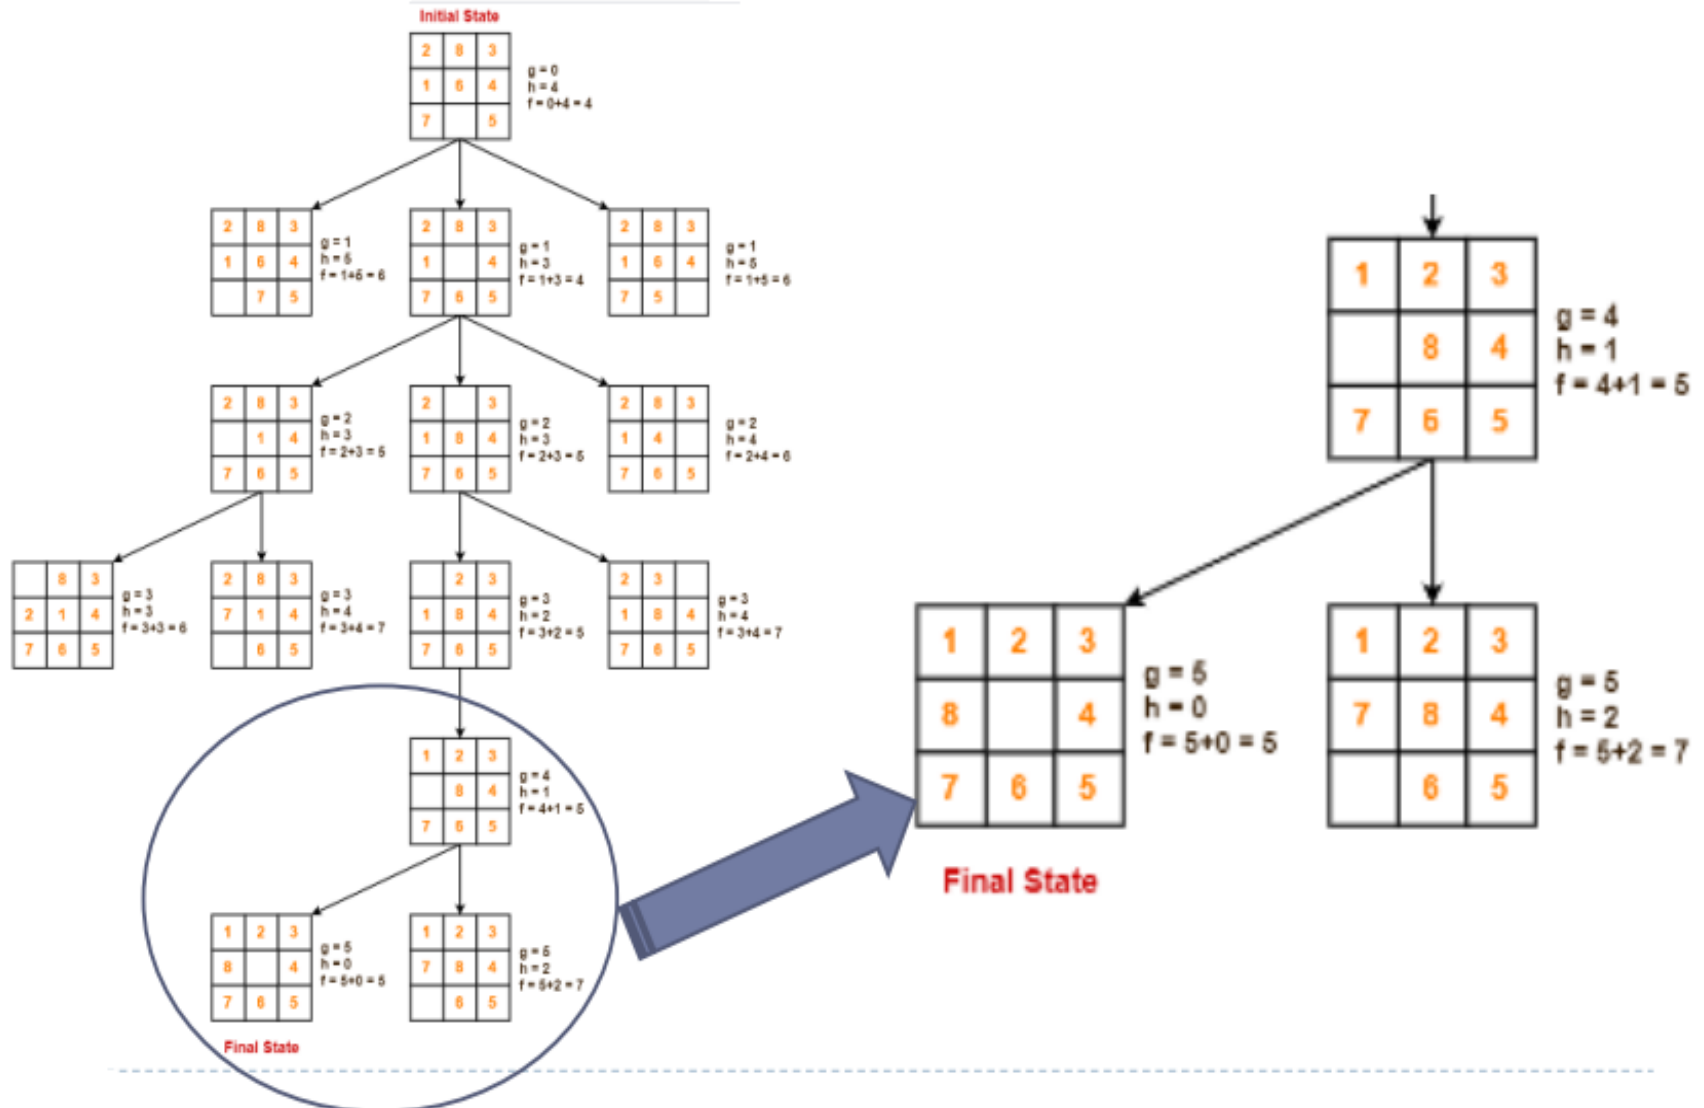 Initial State
2 8 3
1 6 4
7 5
g = 0
h = 4
f = 0+4 = 4
2 8 3
1 6 4
7 5
g = 1
h = 5
f = 1+5 = 6
2 8 3
1 4
7 6 5
g = 1
h = 3
f = 1+3 = 4
2 8 3
1 6 4
7 5
g = 1
h = 5
f = 1+5 = 6
2 8 3
1 4
7 6 5
g = 2
h = 3
f = 2+3 = 5
2 3
1 8 4
7 6 5
g = 2
h = 3
f = 2+3 = 5
2 8 3
1 4
7 6 5
g = 2
h = 4
f = 2+4 = 6
8 3
2 1 4
7 6 5
g = 3
h = 3
f = 3+3 = 6
2 8 3
7 1 4
6 5
g = 3
h = 4
f = 3+4 = 7
2 3
1 8 4
7 6 5
g = 3
h = 2
f = 3+2 = 5
2 3
1 8 4
7 6 5
g = 3
h = 4
f = 3+4 = 7
1 2 3
8 4
7 6 5
g = 4
h = 1
f = 4+1 = 5
1 2 3
8 4
7 6 5
g = 5
h = 0
f = 5+0 = 5
Final State
1 2 3
7 8 4
6 5
g = 5
h = 2
f = 5+2 = 7
1 2 3
8 4
7 6 5
g = 4
h = 1
f = 4+1 = 5
1 2 3
8 4
7 6 5
g = 5
h = 0
f = 5+0 = 5
Final State
1 2 3
7 8 4
6 5
g = 5
h = 2
f = 5+2 = 7